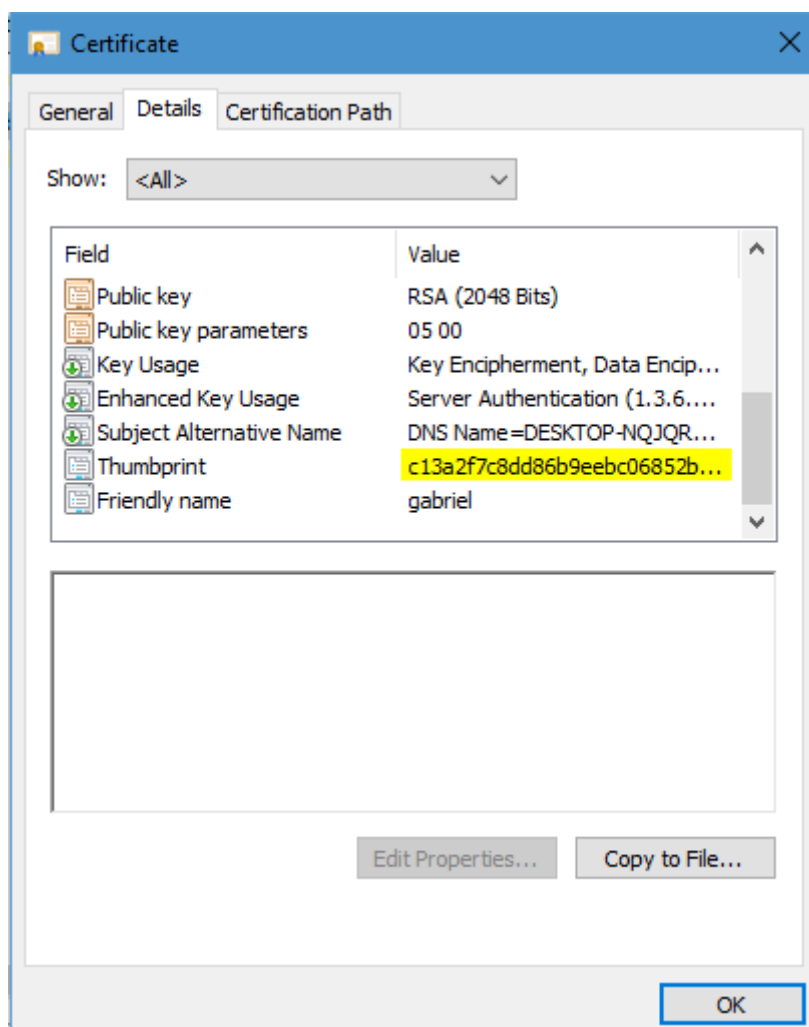 Certificate
General Details Certification Path
Show: <All>
Field Value
Public key RSA (2048 Bits)
Public key parameters 05 00
Key Usage Key Encipherment, Data Encip...
Enhanced Key Usage Server Authentication (1.3.6....
Subject Alternative Name DNS Name=DESKTOP-NQJQR...
Thumbprint c13a2f7c8dd86b9eebc06852b...
Friendly name gabriel
Edit Properties... Copy to File...
OK